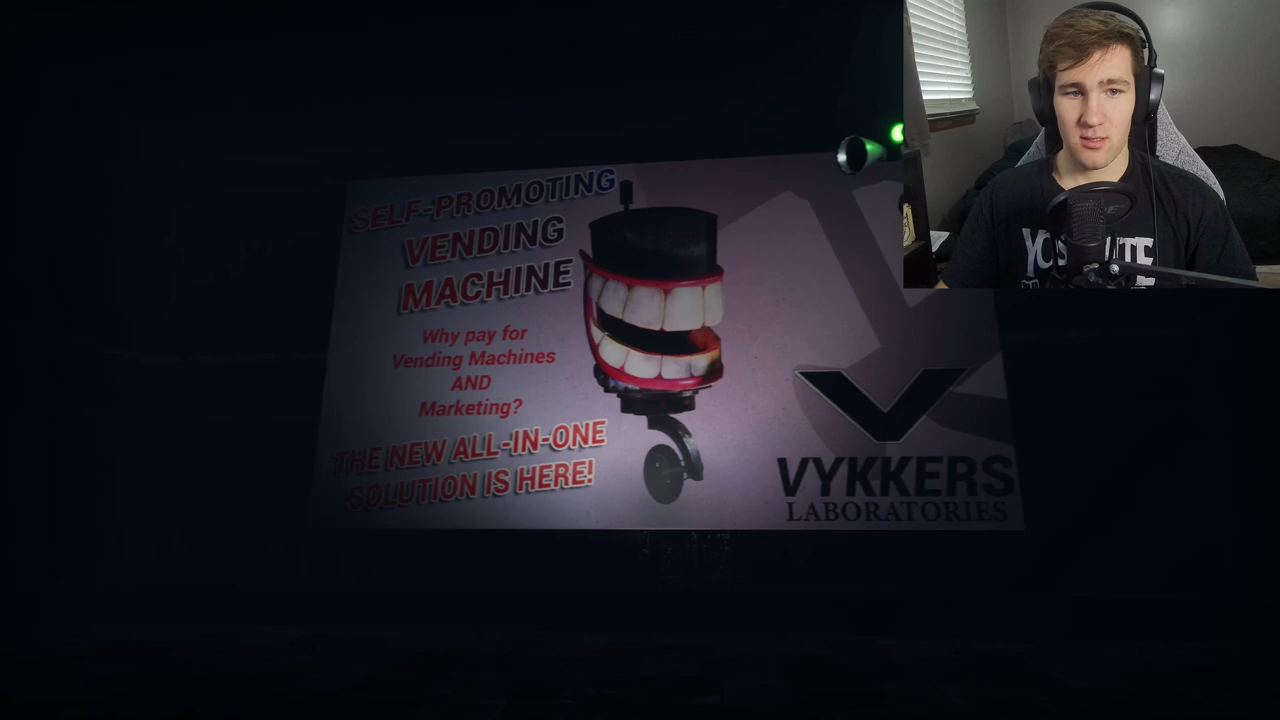 SELF-PROMOTING
VENDING
MACHINE
Why pay for
Vending Machines
AND
Marketing?
THE NEW ALL-IN-ONE
SOLUTION IS HERE!
VYKKERS
LABORATORIES